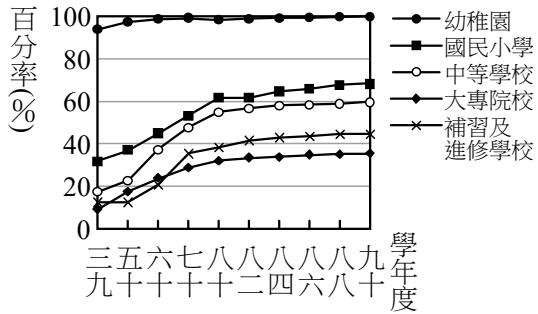 百分率(%)
100
80
60
40
20
0
三九
五十
六十
七十
八十
八二
八四
八六
八八
九十
學年度
幼稚園
國民小學
中等學校
大專院校
補習及
進修學校